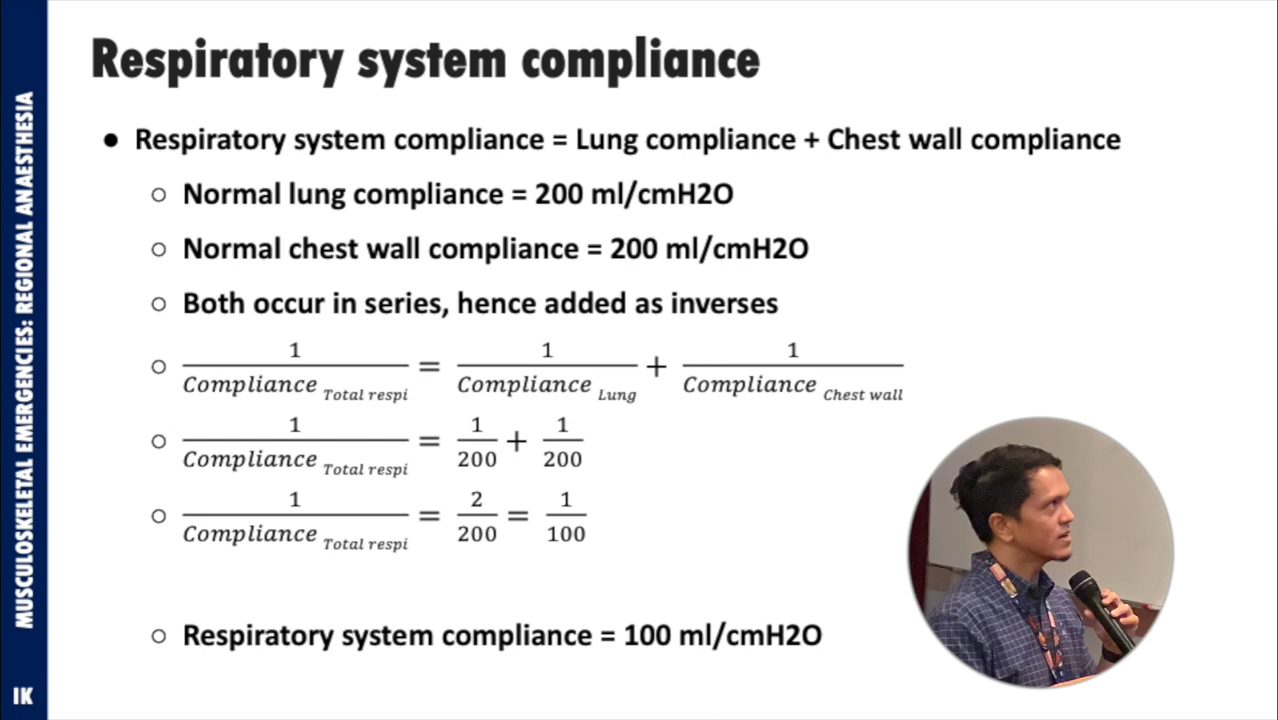 Respiratory system compliance
● Respiratory system compliance = Lung compliance + Chest wall compliance
○ Normal lung compliance = 200 ml/cmH2O
○ Normal chest wall compliance = 200 ml/cmH2O
○ Both occur in series, hence added as inverses
○ 1/Compliance Total respi = 1/Compliance Lung + 1/Compliance Chest wall
○ 1/Compliance Total respi = 1/200 + 1/200
○ 1/Compliance Total respi = 2/200 = 1/100
○ Respiratory system compliance = 100 ml/cmH2O
MUSCULOSKELETAL EMERGENCIES: REGIONAL ANAESTHESIA
IK